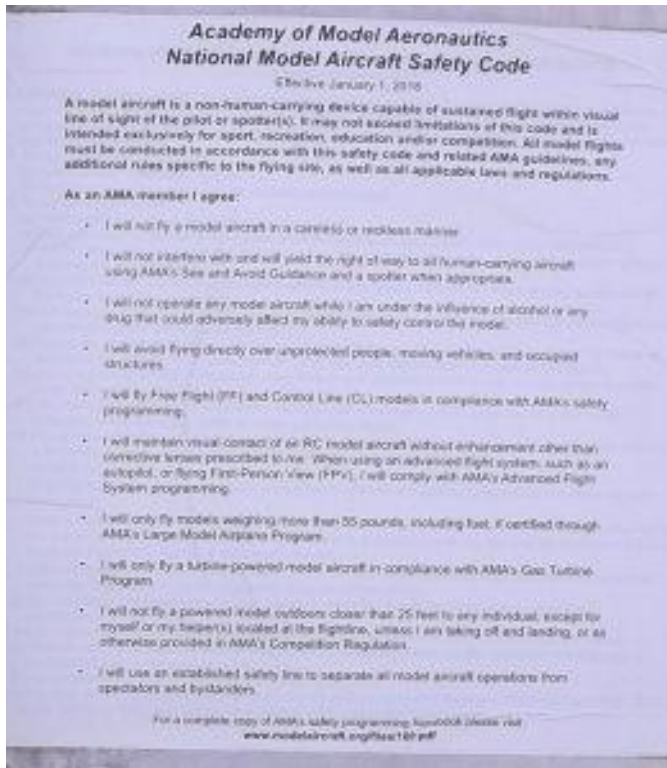 Academy of Model Aeronautics
National Model Aircraft Safety Code
Effective January 1, 2018
A model aircraft is a non-human-carrying device capable of sustained flight within visual
line of sight of the pilot or spotter(s). It may not exceed limitations of this code and is
intended exclusively for sport, recreation, education and/or competition. All model flights
must be conducted in accordance with this safety code and related AMA guidelines, any
additional rules specific to the flying site, as well as all applicable laws and regulations.
As an AMA member I agree:
• I will not fly a model aircraft in a careless or reckless manner.
• I will not interfere with and will yield the right of way to all human-carrying aircraft
using AMA's See and Avoid Guidance and a spotter when appropriate.
• I will not operate any model aircraft while I am under the influence of alcohol or any
drug that could adversely affect my ability to safely control the model.
• I will avoid flying directly over unprotected people, moving vehicles, and occupied
structures.
• I will fly Free Flight (FF) and Control Line (CL) models in compliance with AMA's safety
programming.
• I will maintain visual contact of an RC model aircraft without enhancement other than
corrective lenses prescribed to me. When using an advanced flight system, such as an
autopilot, or flying First-Person View (FPV), I will comply with AMA's Advanced Flight
System programming.
• I will only fly models weighing more than 55 pounds, including fuel, if certified through
AMA's Large Model Airplane Program.
• I will only fly a turbine-powered model aircraft in compliance with AMA's Gas Turbine
Program.
• I will not fly a powered model outdoors closer than 25 feet to any individual, except for
myself or my helper(s) located at the flightline, unless I am taking off and landing, or as
otherwise provided in AMA's Competition Regulation.
• I will use an established safety line to separate all model aircraft operations from
spectators and bystanders.
For a complete copy of AMA's safety programming handbook please visit
www.modelaircraft.org/files/